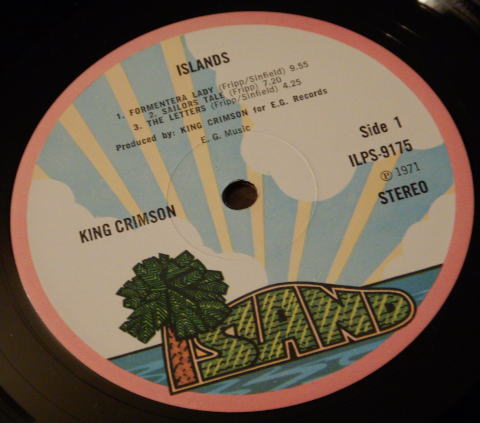 ISLANDS
1. FORMENTERA LADY (Fripp/Sinfield) 9.55
2. SAILORS TALE (Fripp) 7.20
3. THE LETTERS (Fripp/Sinfield) 4.25
Produced by: KING CRIMSON for E.G. Records
E. G. Music
Side 1
ILPS-9175
℗ 1971
STEREO
KING CRIMSON
ISLAND